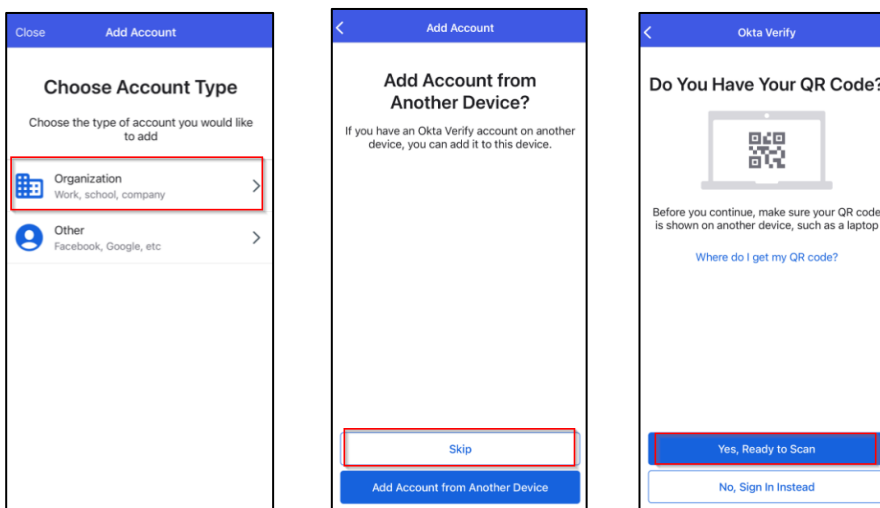 Close Add Account
Choose Account Type
Choose the type of account you would like
to add
Organization
Work, school, company
Other
Facebook, Google, etc
Add Account
Add Account from
Another Device?
If you have an Okta Verify account on another
device, you can add it to this device.
Skip
Add Account from Another Device
Okta Verify
Do You Have Your QR Code?
Before you continue, make sure your QR code
is shown on another device, such as a laptop
Where do I get my QR code?
Yes, Ready to Scan
No, Sign In Instead